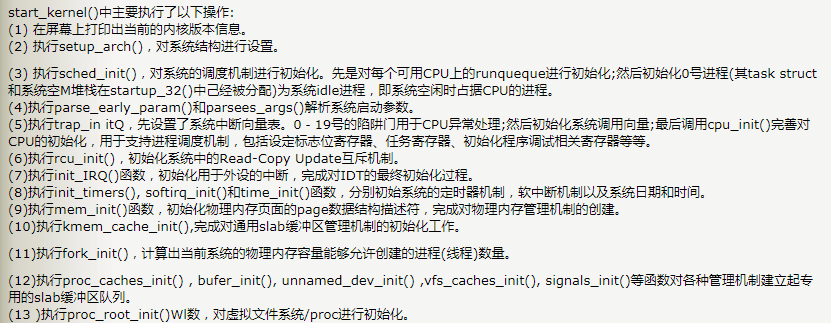 start_kernel()中主要执行了以下操作:
(1) 在屏幕上打印出当前的内核版本信息。
(2) 执行setup_arch()，对系统结构进行设置。
(3) 执行sched_init()，对系统的调度机制进行初始化。先是对每个可用CPU上的runqueque进行初始化;然后初始化0号进程(其task struct
和系统空M堆栈在startup_32()中己经被分配)为系统idle进程，即系统空闲时占据CPU的进程。
(4)执行parse_early_param()和parsees_args()解析系统启动参数。
(5)执行trap_in itQ，先设置了系统中断向量表。0 - 19号的陷阱门用于CPU异常处理;然后初始化系统调用向量;最后调用cpu_init()完善对
CPU的初始化，用于支持进程调度机制，包括设定标志位寄存器、任务寄存器、初始化程序调试相关寄存器等等。
(6)执行rcu_init()，初始化系统中的Read-Copy Update互斥机制。
(7)执行init_IRQ()函数，初始化用于外设的中断，完成对IDT的最终初始化过程。
(8)执行init_timers(), softirq_init()和time_init()函数，分别初始系统的定时器机制，软中断机制以及系统日期和时间。
(9)执行mem_init()函数，初始化物理内存页面的page数据结构描述符，完成对物理内存管理机制的创建。
(10)执行kmem_cache_init(),完成对通用slab缓冲区管理机制的初始化工作。
(11)执行fork_init()，计算出当前系统的物理内存容量能够允许创建的进程(线程)数量。
(12)执行proc_caches_init() , bufer_init(), unnamed_dev_init() ,vfs_caches_init(), signals_init()等函数对各种管理机制建立起专
用的slab缓冲区队列。
(13 )执行proc_root_init()Wl数，对虚拟文件系统/proc进行初始化。